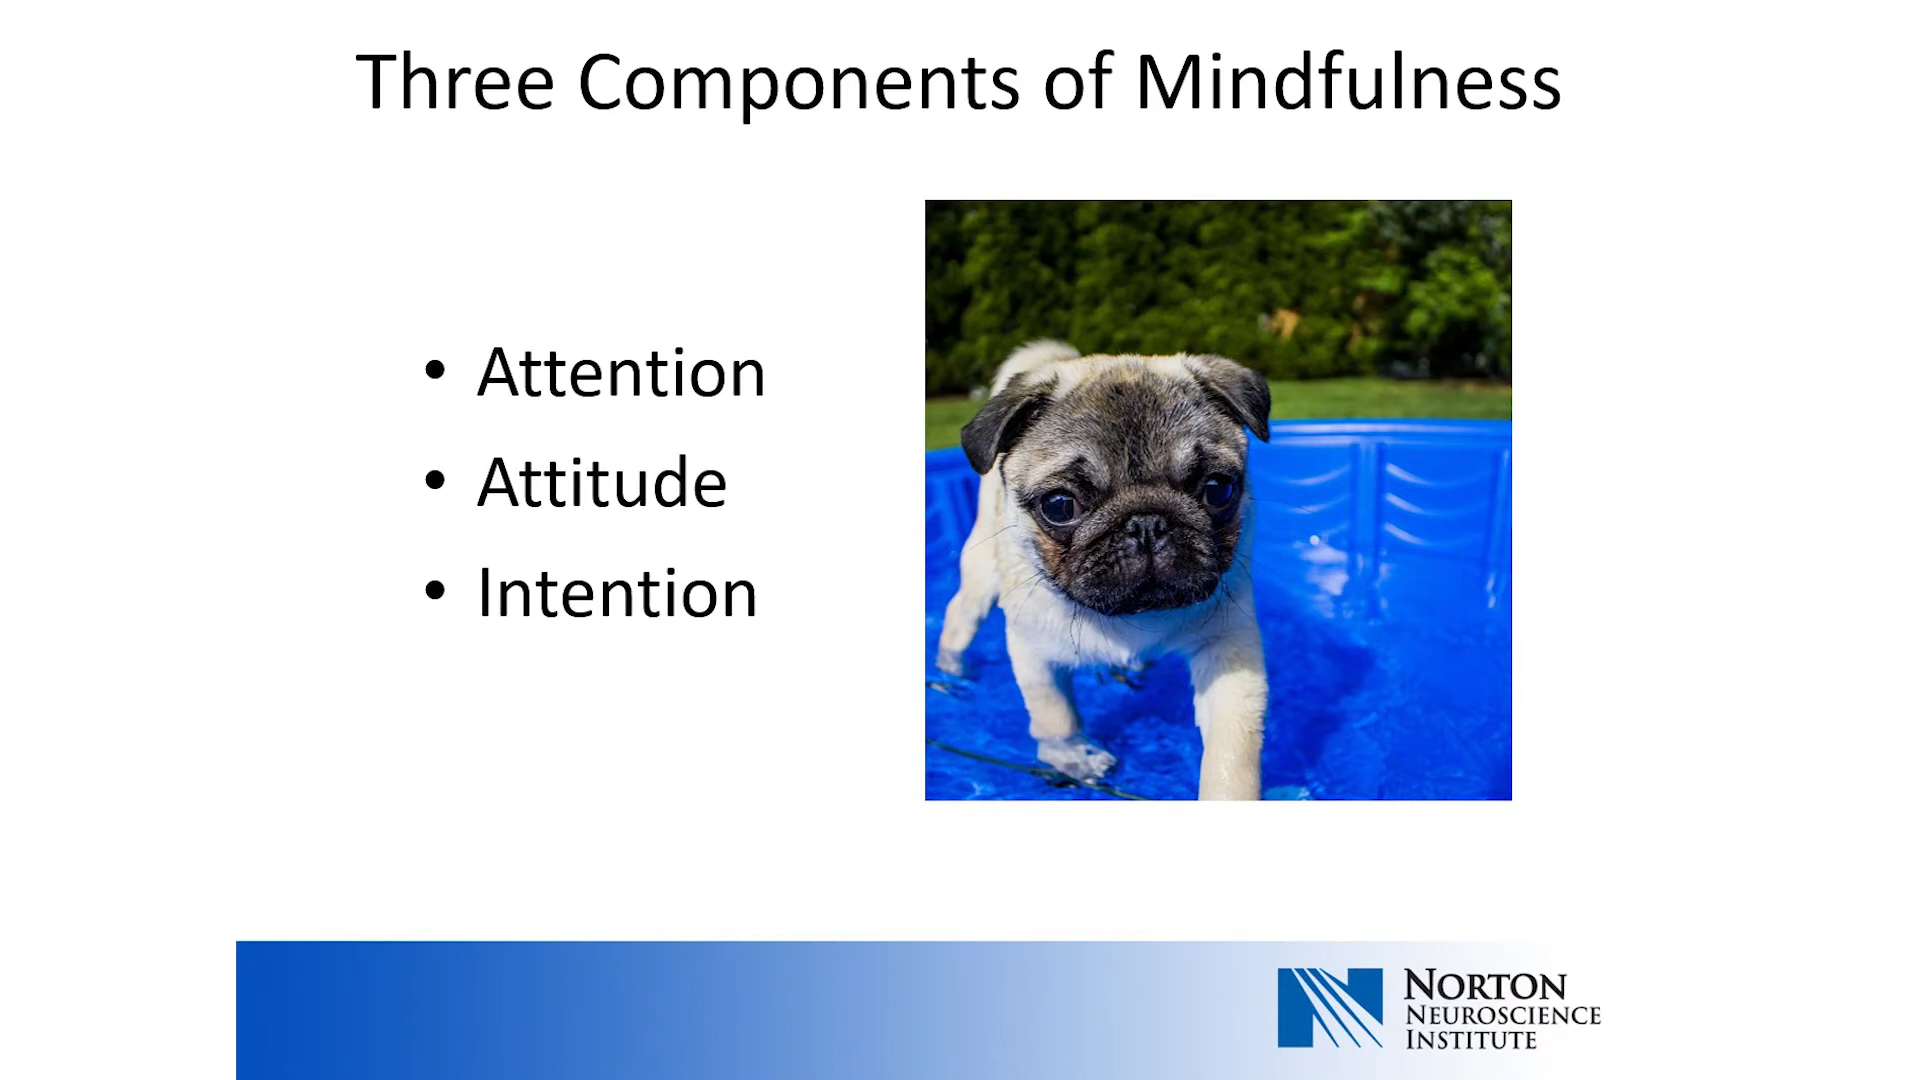 Three Components of Mindfulness
• Attention
• Attitude
• Intention
NORTON
NEUROSCIENCE
INSTITUTE